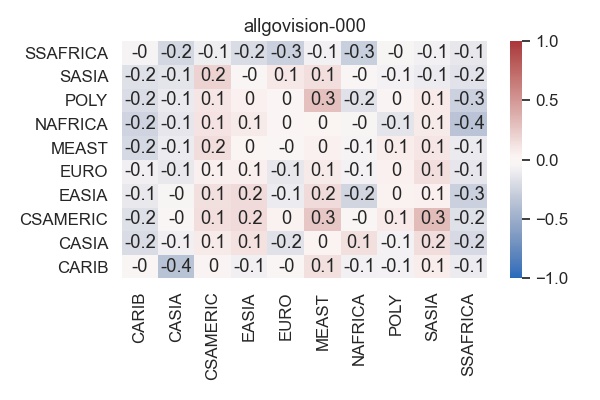 allgovision-000
SSAFRICA -0 -0.2 -0.1 -0.2 -0.3 -0.1 -0.3 -0 -0.1 -0.1
SASIA -0.2 -0.1 0.2 -0 0.1 0.1 -0 -0.1 -0.1 -0.2
POLY -0.2 -0.1 0.1 0 0 0.3 -0.2 0 0.1 -0.3
NAFRICA -0.2 -0.1 0.1 0.1 0 0 -0 -0.1 0.1 -0.4
MEAST -0.2 -0.1 0.2 0 -0 0 -0.1 0.1 0.1 -0.1
EURO -0.1 -0.1 0.1 0.1 -0.1 0.1 -0.1 0 0.1 -0.1
EASIA -0.1 -0 0.1 0.2 -0.1 0.2 -0.2 0 0.1 -0.3
CSAMERIC -0.2 -0 0.1 0.2 0 0.3 -0 0.1 0.3 -0.2
CASIA -0.2 -0.1 0.1 0.1 -0.2 0 0.1 -0.1 0.2 -0.2
CARIB -0 -0.4 0 -0.1 -0 0.1 -0.1 -0.1 0.1 -0.1
CARIB CASIA CSAMERIC EASIA EURO MEAST NAFRICA POLY SASIA SSAFRICA
1.0
0.5
0.0
−0.5
−1.0